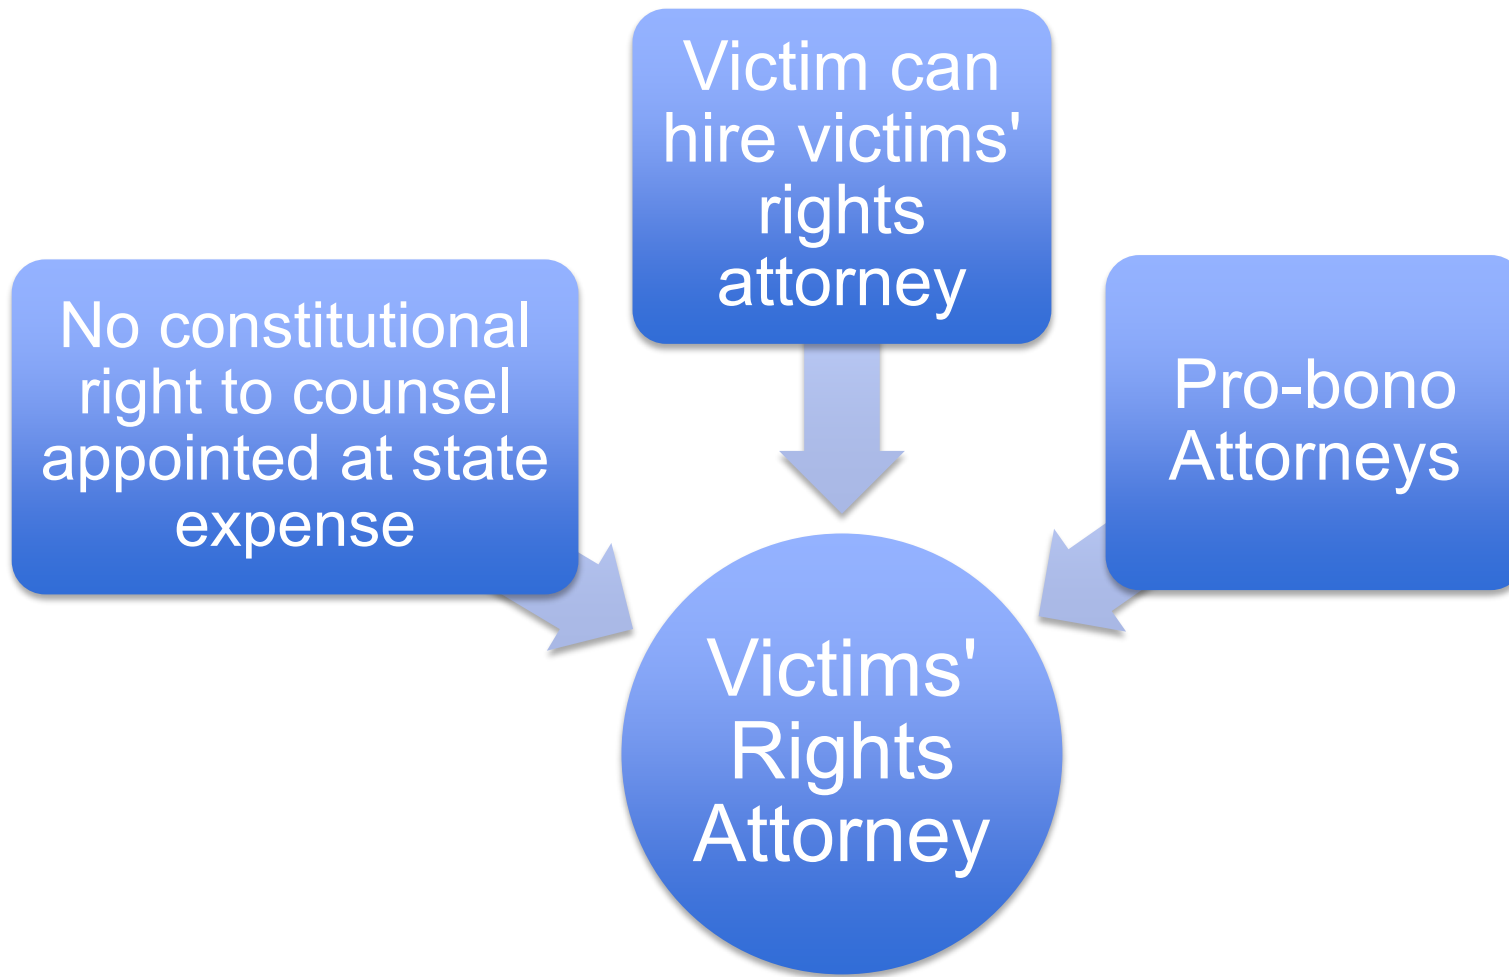 No constitutional
right to counsel
appointed at state
expense
Victim can
hire victims'
rights
attorney
Pro-bono
Attorneys
Victims'
Rights
Attorney